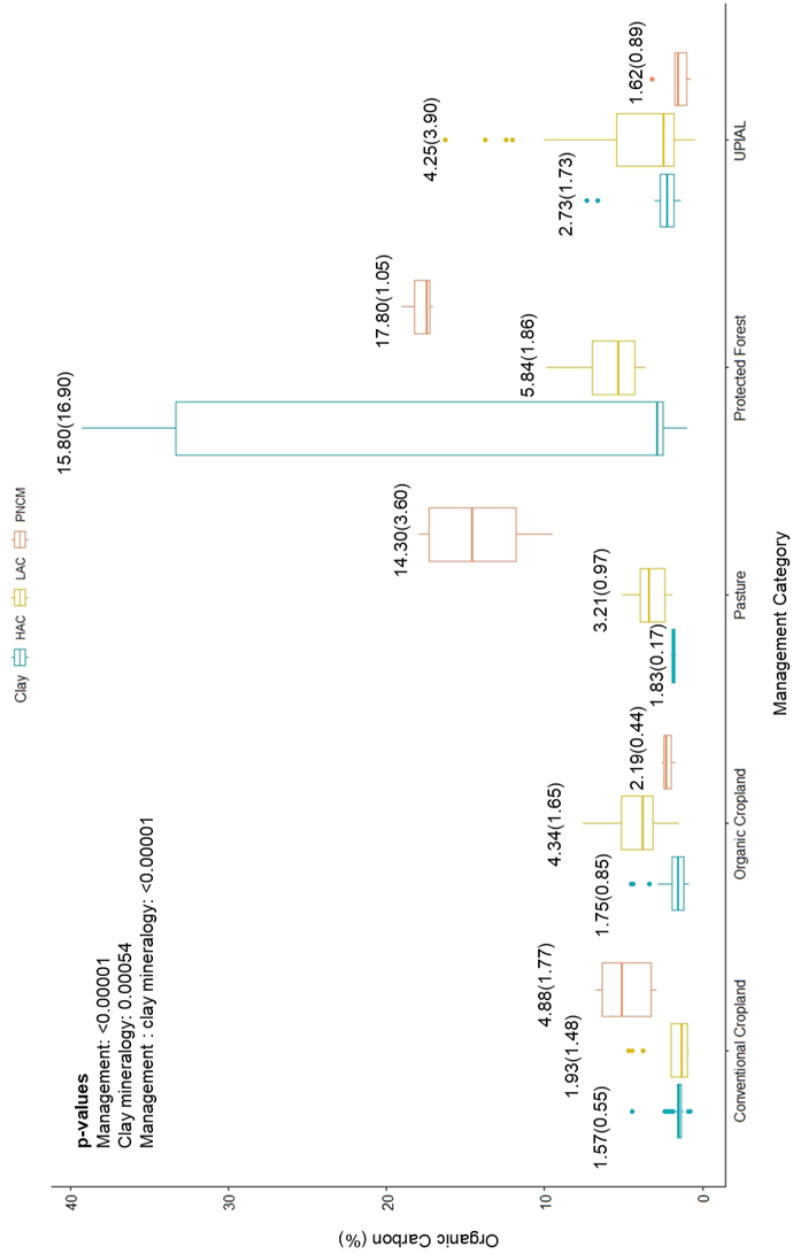 Clay HAC LAC PNCM
p-values
Management: <0.00001
Clay mineralogy: 0.00054
Management : clay mineralogy: <0.00001
Organic Carbon (%)
40
30
20
10
0
1.57(0.55)
1.93(1.48)
4.88(1.77)
1.75(0.85)
4.34(1.65)
2.19(0.44)
1.83(0.17)
3.21(0.97)
14.30(3.60)
15.80(16.90)
5.84(1.86)
17.80(1.05)
2.73(1.73)
4.25(3.90)
1.62(0.89)
Conventional Cropland
Organic Cropland
Pasture
Protected Forest
UPIAL
Management Category